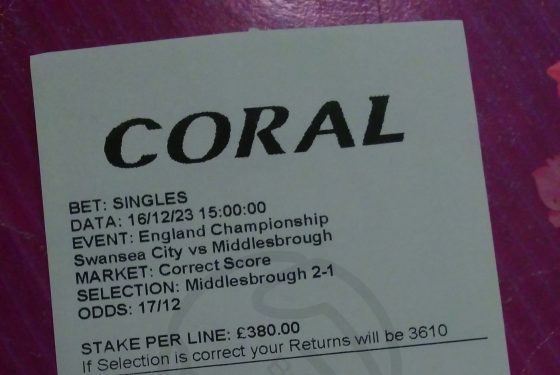 CORAL
BET: SINGLES
DATA: 16/12/23 15:00:00
EVENT: England Championship
Swansea City vs Middlesbrough
MARKET: Correct Score
SELECTION: Middlesbrough 2-1
ODDS: 17/12
STAKE PER LINE: £380.00
If Selection is correct your Returns will be 3610